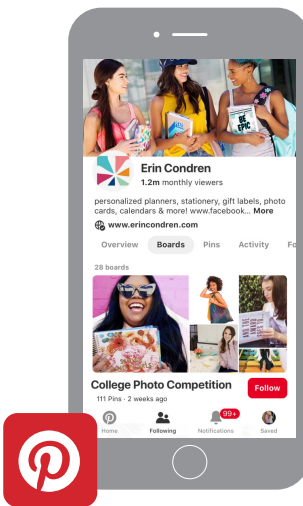 BE
EPIC
Erin Condren
1.2m monthly viewers
personalized planners, stationery, gift labels, photo
cards, calendars & more! www.facebook... More
www.erincondren.com
Overview Boards Pins Activity Fo
28 boards
College Photo Competition
Follow
111 Pins · 2 weeks ago
99+
Home Following Notifications Saved